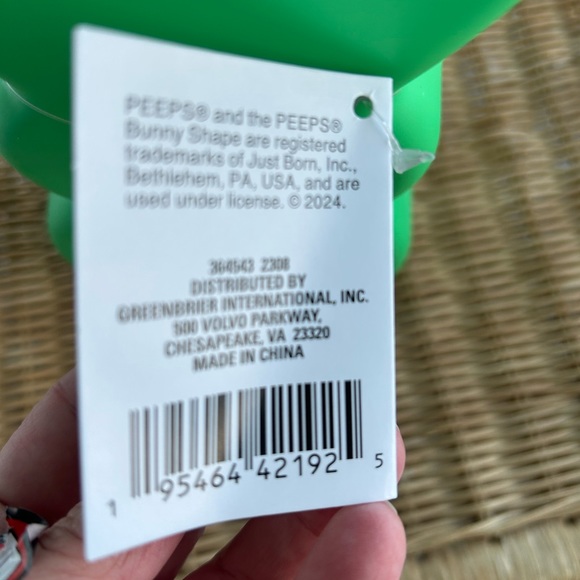 PEEPS® and the PEEPS®
Bunny Shape are registered
trademarks of Just Born, Inc.,
Bethlehem, PA, USA, and are
used under license. © 2024.
364543 2308
DISTRIBUTED BY
GREENBRIER INTERNATIONAL, INC.
500 VOLVO PARKWAY,
CHESAPEAKE, VA 23320
MADE IN CHINA
1 95464 42192 5